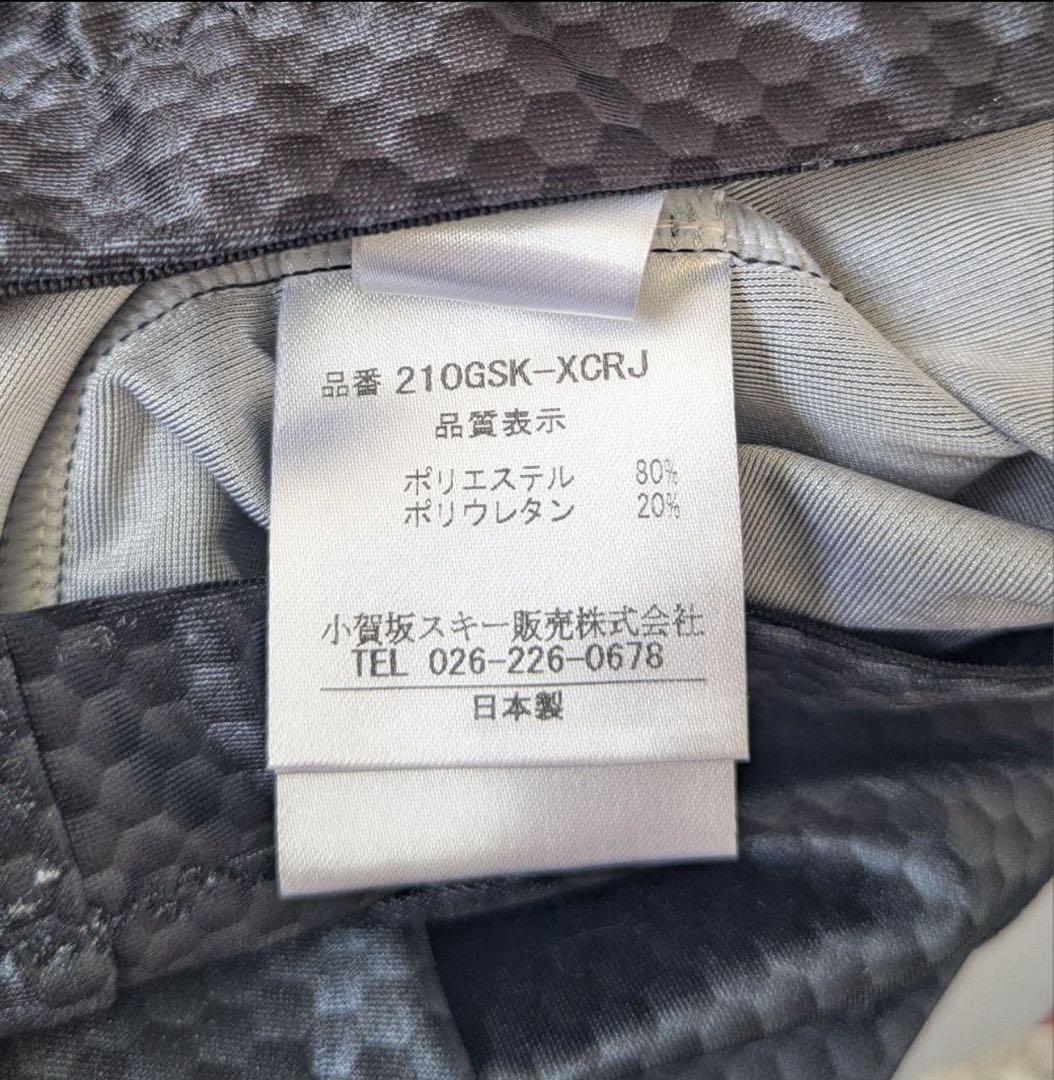 品番 210GSK-XCRJ
品質表示
ポリエステル 80%
ポリウレタン 20%
小賀坂スキー販売株式会社
TEL 026-226-0678
日本製